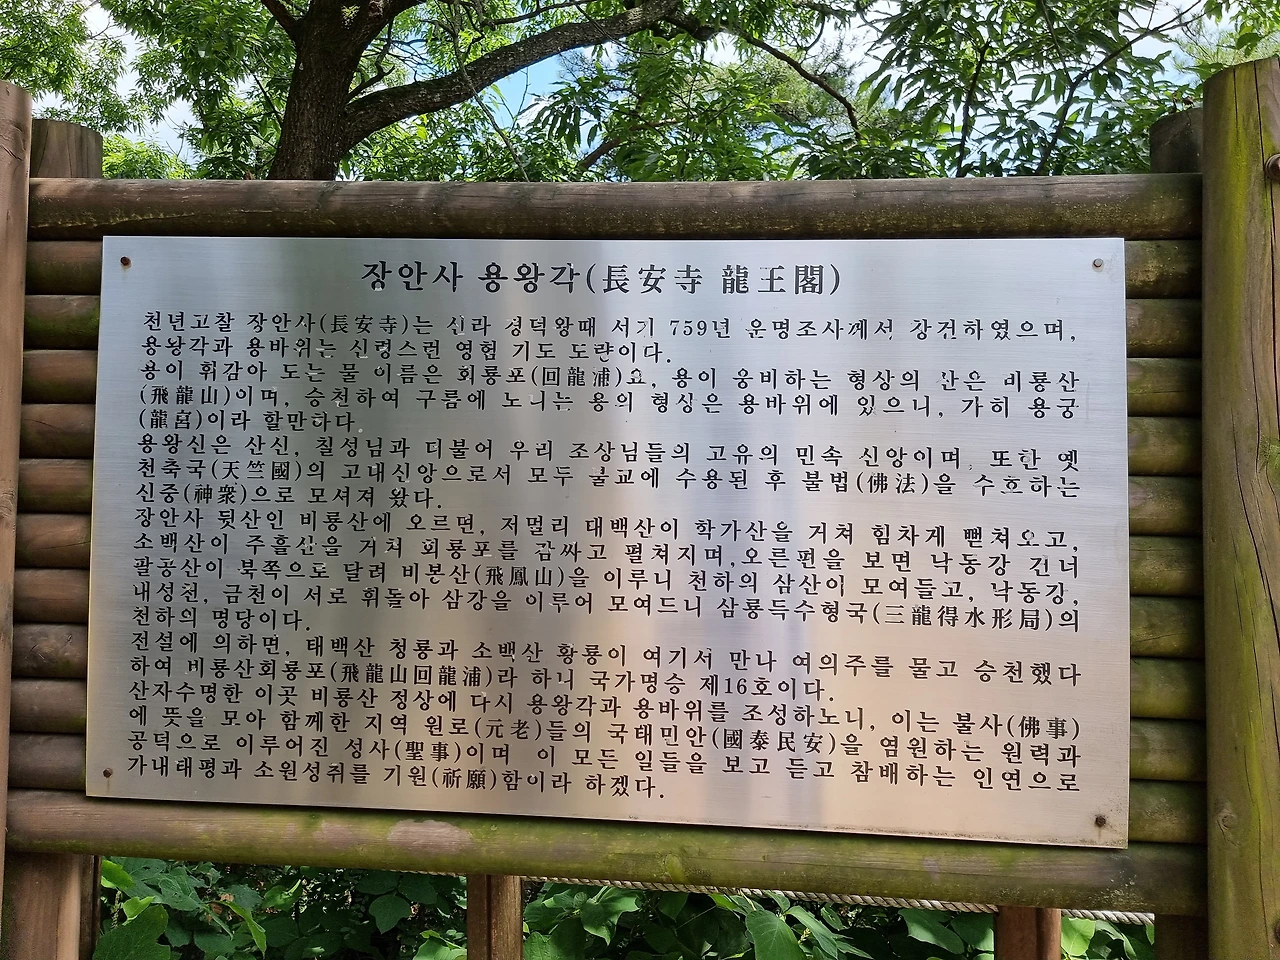 장안사 용왕각(長安寺 龍王閣)
천년고찰 장안사(長安寺)는 신라 경덕왕때 서기 759년 운명조사께서 창건하였으며,
용왕각과 용바위는 신령스런 영험 기도 도량이다.
용이 휘감아 도는 물 이름은 회룡포(回龍浦)요, 용이 웅비하는 형상의 산은 비룡산
(飛龍山)이며, 승천하여 구름에 노니는 용의 형상은 용바위에 있으니, 가히 용궁
(龍宮)이라 할만하다.
용왕신은 산신, 칠성님과 더불어 우리 조상님들의 고유의 민속 신앙이며, 또한 옛
천축국(天竺國)의 고대신앙으로서 모두 불교에 수용된 후 불법(佛法)을 수호하는
신중(神衆)으로 모셔져 왔다.
장안사 뒷산인 비룡산에 오르면, 저멀리 태백산이 학가산을 거쳐 힘차게 뻗쳐오고,
소백산이 주흘산을 거쳐 회룡포를 감싸고 펼쳐지며,오른편을 보면 낙동강 건너
팔공산이 북쪽으로 달려 비봉산(飛鳳山)을 이루니 천하의 삼산이 모여들고, 낙동강,
내성천, 금천이 서로 휘돌아 삼강을 이루어 모여드니 삼룡득수형국(三龍得水形局)의
천하의 명당이다.
전설에 의하면, 태백산 청룡과 소백산 황룡이 여기서 만나 여의주를 물고 승천했다
하여 비룡산회룡포(飛龍山回龍浦)라 하니 국가명승 제16호이다.
산자수명한 이곳 비룡산 정상에 다시 용왕각과 용바위를 조성하노니, 이는 불사(佛事)
에 뜻을 모아 함께한 지역 원로(元老)들의 국태민안(國泰民安)을 염원하는 원력과
공덕으로 이루어진 성사(聖事)이며 이 모든 일들을 보고 듣고 참배하는 인연으로
가내태평과 소원성취를 기원(祈願)함이라 하겠다.